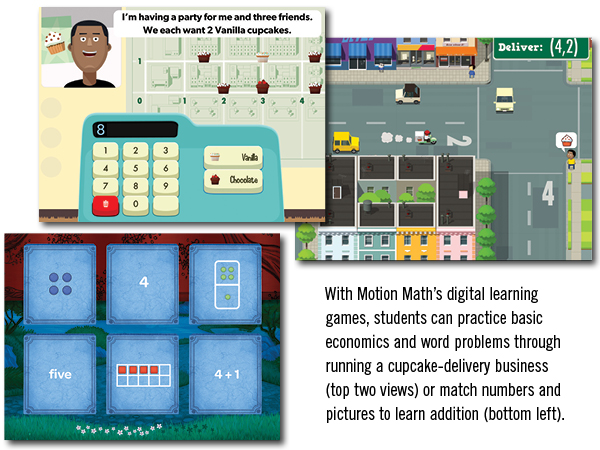 I'm having a party for me and three friends.
We each want 2 Vanilla cupcakes.
1
0
1
2
3
4
8
1 2 3
4 5 6
7 8 9
0
Vanilla
Chocolate
Deliver: (4,2)
2
4
4
five
4+1
With Motion Math's digital learning
games, students can practice basic
economics and word problems through
running a cupcake-delivery business
(top two views) or match numbers and
pictures to learn addition (bottom left).